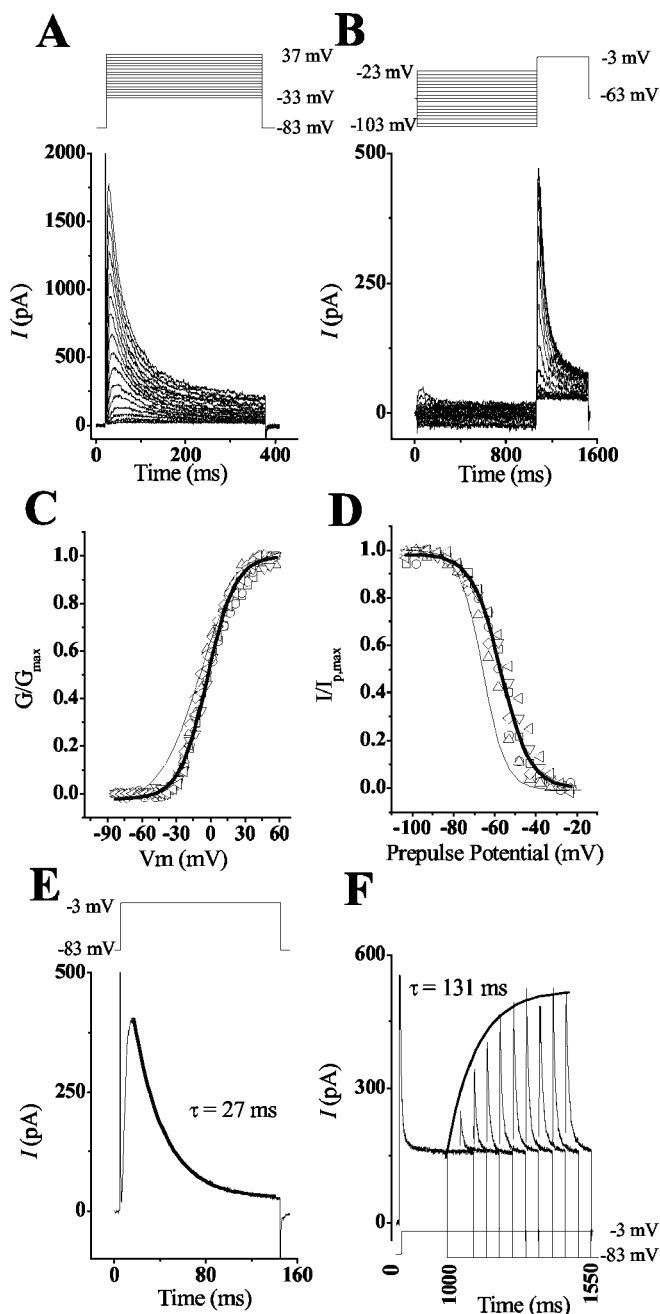 A
37 mV
-33 mV
-83 mV
2000
1500
1000
500
0
I (pA)
0 200 400
Time (ms)
B
-23 mV
-103 mV
-3 mV
-63 mV
500
250
0
I (pA)
0 800 1600
Time (ms)
C
1.0
0.8
0.6
0.4
0.2
0.0
G/Gmax
-90 -60 -30 0 30 60
Vm (mV)
D
1.0
0.8
0.6
0.4
0.2
0.0
I/Ip,max
-100 -80 -60 -40 -20
Prepulse Potential (mV)
E
-3 mV
-83 mV
500
250
0
I (pA)
τ = 27 ms
0 80 160
Time (ms)
F
600
300
0
I (pA)
τ = 131 ms
-3 mV
-83 mV
0 1000 1550
Time (ms)